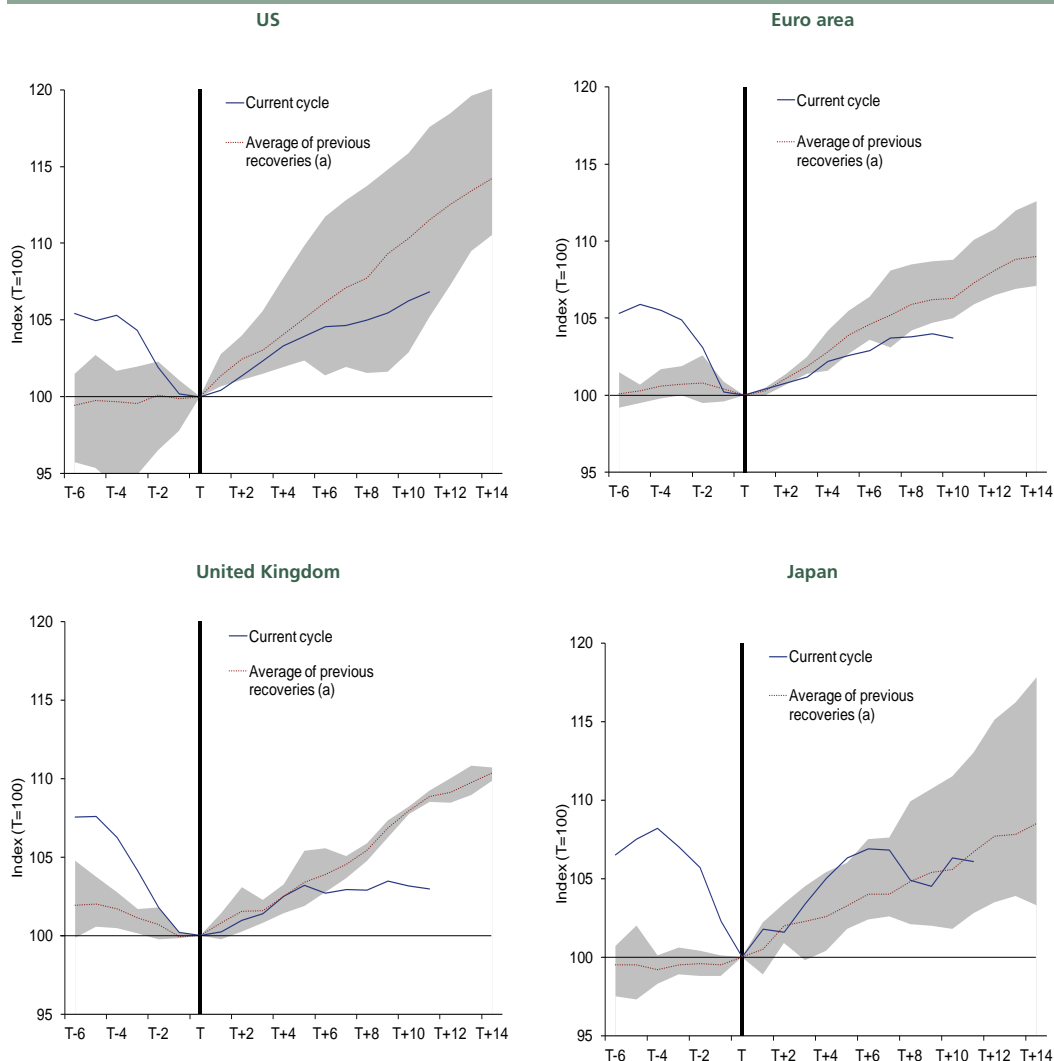 US
Index (T=100)
120
115
110
105
100
95
Current cycle
Average of previous
recoveries (a)
T-6 T-4 T-2 T T+2 T+4 T+6 T+8 T+10 T+12 T+14
Euro area
Index (T=100)
120
115
110
105
100
95
Current cycle
Average of previous
recoveries (a)
T-6 T-4 T-2 T T+2 T+4 T+6 T+8 T+10 T+12 T+14
United Kingdom
Index (T=100)
120
115
110
105
100
95
Current cycle
Average of previous
recoveries (a)
T-6 T-4 T-2 T T+2 T+4 T+6 T+8 T+10 T+12 T+14
Japan
Index (T=100)
120
115
110
105
100
95
Current cycle
Average of previous
recoveries (a)
T-6 T-4 T-2 T T+2 T+4 T+6 T+8 T+10 T+12 T+14